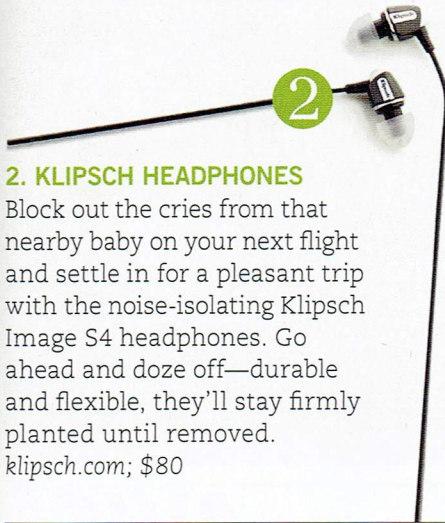 Klipsch
2
Klipsch
2. KLIPSCH HEADPHONES
Block out the cries from that
nearby baby on your next flight
and settle in for a pleasant trip
with the noise-isolating Klipsch
Image S4 headphones. Go
ahead and doze off—durable
and flexible, they'll stay firmly
planted until removed.
klipsch.com; $80